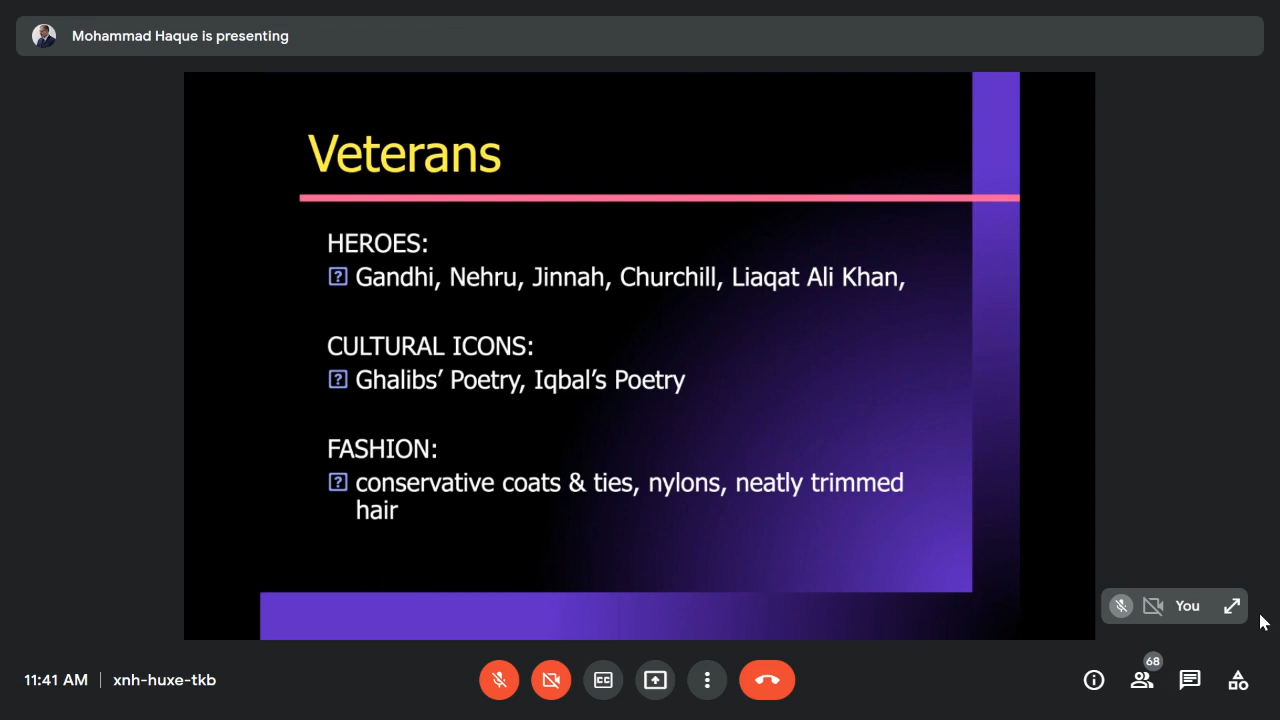 Mohammad Haque is presenting
Veterans
HEROES:
Gandhi, Nehru, Jinnah, Churchill, Liaqat Ali Khan,
CULTURAL ICONS:
Ghalibs’ Poetry, Iqbal’s Poetry
FASHION:
conservative coats & ties, nylons, neatly trimmed
hair
You
68
11:41 AM | xnh-huxe-tkb